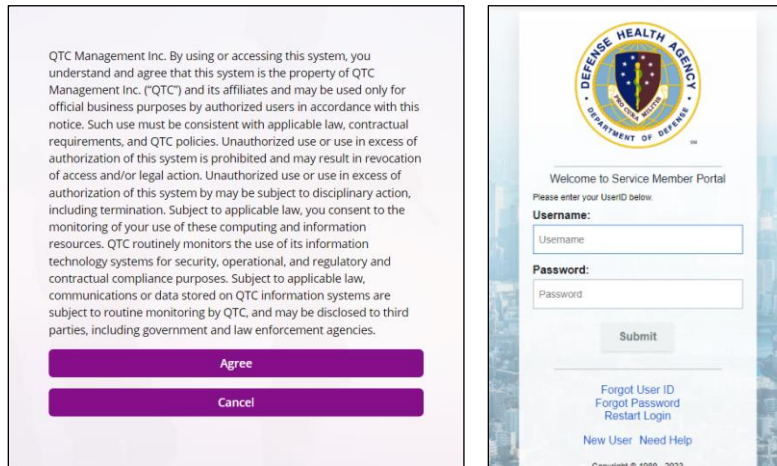 QTC Management Inc. By using or accessing this system, you
understand and agree that this system is the property of QTC
Management Inc. ("QTC") and its affiliates and may be used only for
official business purposes by authorized users in accordance with this
notice. Such use must be consistent with applicable law, contractual
requirements, and QTC policies. Unauthorized use or use in excess of
authorization of this system is prohibited and may result in revocation
of access and/or legal action. Unauthorized use or use in excess of
authorization of this system by may be subject to disciplinary action,
including termination. Subject to applicable law, you consent to the
monitoring of your use of these computing and information
resources. QTC routinely monitors the use of its information
technology systems for security, operational, and regulatory and
contractual compliance purposes. Subject to applicable law,
communications or data stored on QTC information systems are
subject to routine monitoring by QTC, and may be disclosed to third
parties, including government and law enforcement agencies.
Agree
Cancel
DEFENSE HEALTH AGENCY
PRO CURA MILITIS
DEPARTMENT OF DEFENSE
SM
Welcome to Service Member Portal
Please enter your UserID below.
Username:
Username
Password:
Password
Submit
Forgot User ID
Forgot Password
Restart Login
New User Need Help
Copyright © 1989 - 2023